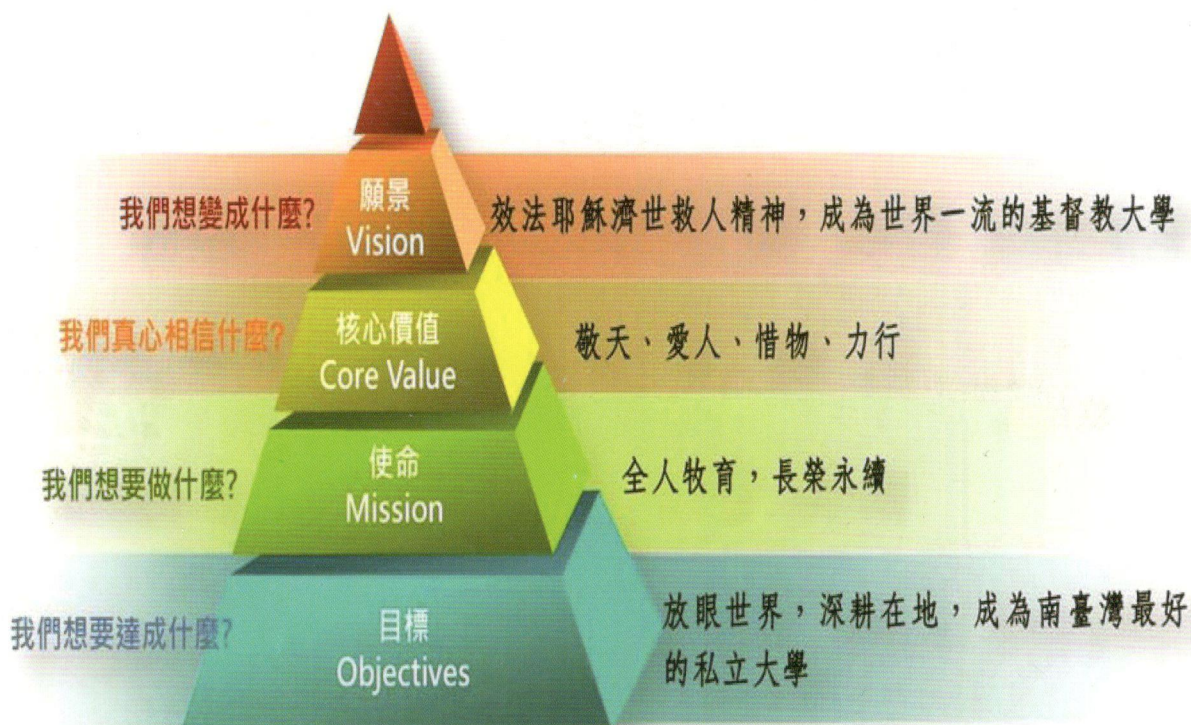 我們想變成什麼?
願景
Vision
效法耶穌濟世救人精神，成為世界一流的基督教大學
我們真心相信什麼?
核心價值
Core Value
敬天、愛人、惜物、力行
我們想要做什麼?
使命
Mission
全人牧育，長榮永續
我們想要達成什麼?
目標
Objectives
放眼世界，深耕在地，成為南臺灣最好
的私立大學